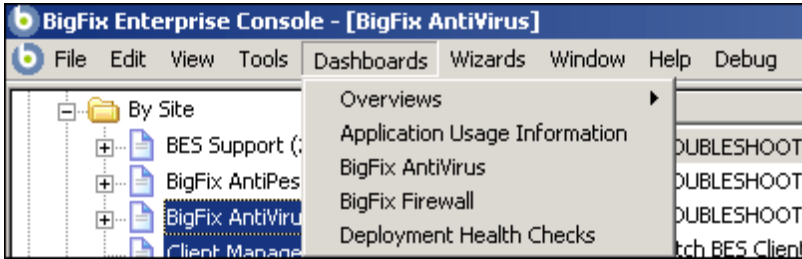 BigFix Enterprise Console - [BigFix AntiVirus]
File Edit View Tools Dashboards Wizards Window Help Debug
By Site
Overviews
BES Support (
Application Usage Information
OUBLESHOOT
BigFix AntiPes
BigFix AntiVirus
OUBLESHOOT
BigFix AntiViru
BigFix Firewall
OUBLESHOOT
Client Manage
Deployment Health Checks
tch BES Clien